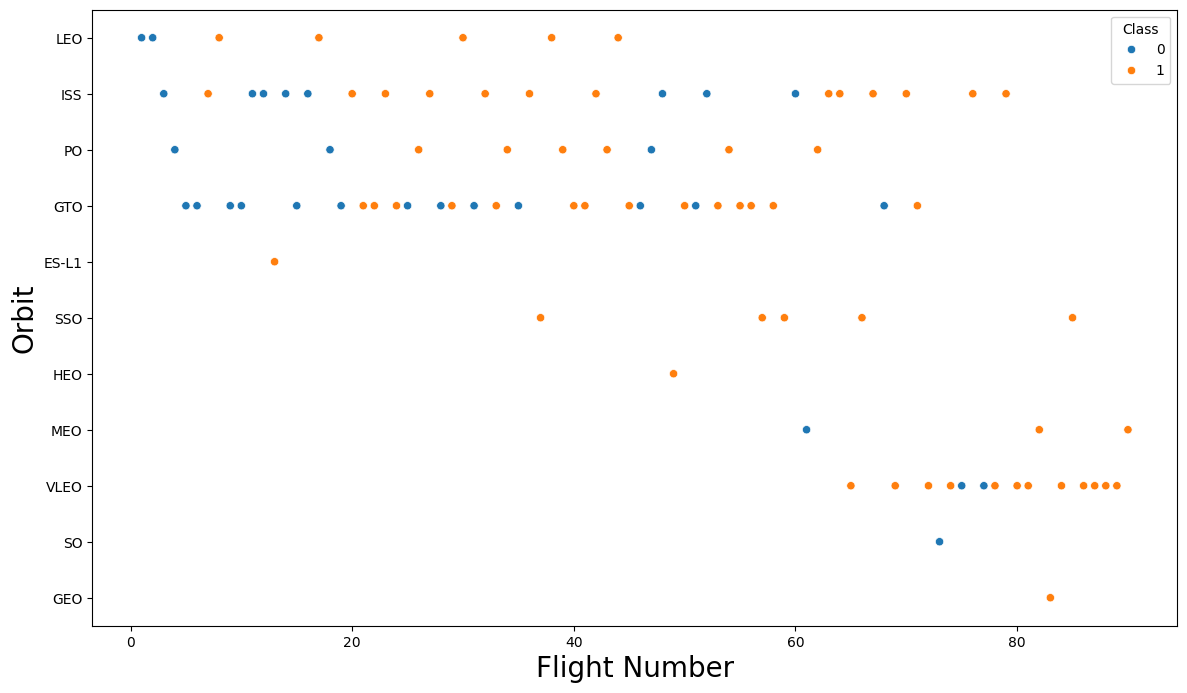 LEO
ISS
PO
GTO
ES-L1
SSO
HEO
MEO
VLEO
SO
GEO
Orbit
Class
0
1
0 20 40 60 80
Flight Number